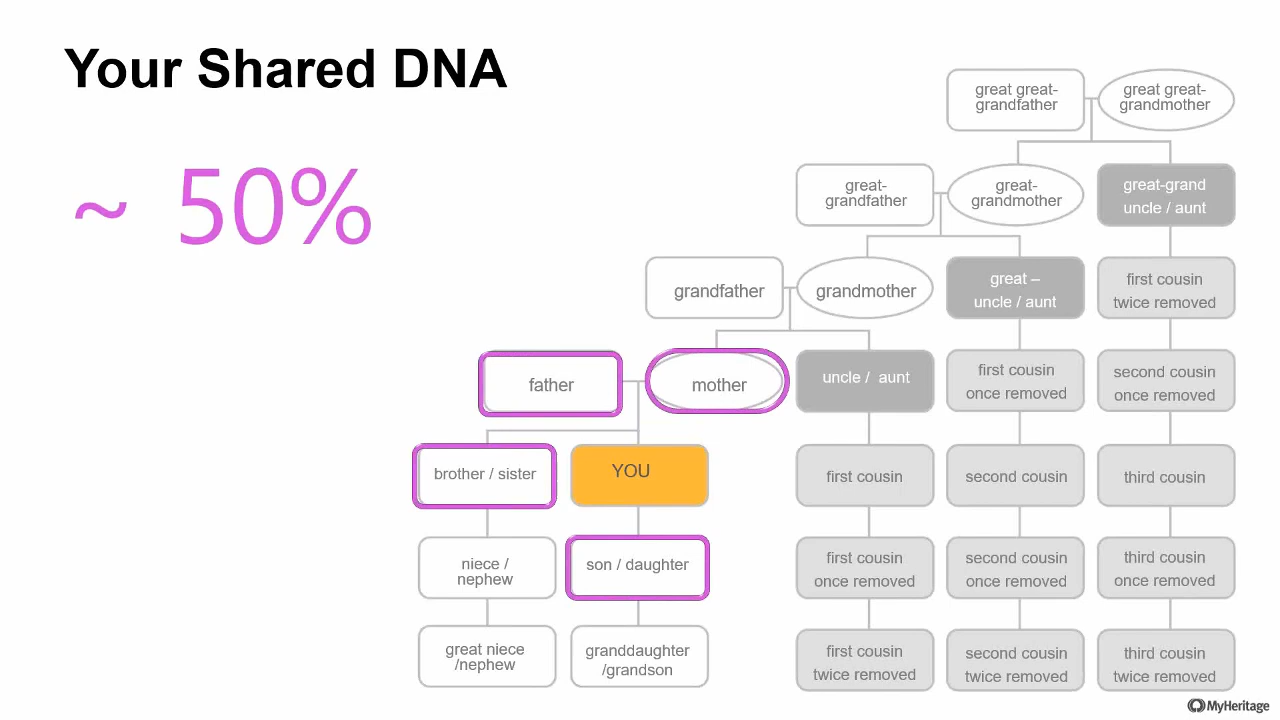 Your Shared DNA
~ 50%
great great-
grandfather
great great-
grandmother
great-
grandfather
great-
grandmother
great-grand
uncle / aunt
grandfather
grandmother
great –
uncle / aunt
first cousin
twice removed
father
mother
uncle / aunt
first cousin
once removed
second cousin
once removed
brother / sister
YOU
first cousin
second cousin
third cousin
niece /
nephew
son / daughter
first cousin
once removed
second cousin
once removed
third cousin
once removed
great niece
/nephew
granddaughter
/grandson
first cousin
twice removed
second cousin
twice removed
third cousin
twice removed
MyHeritage